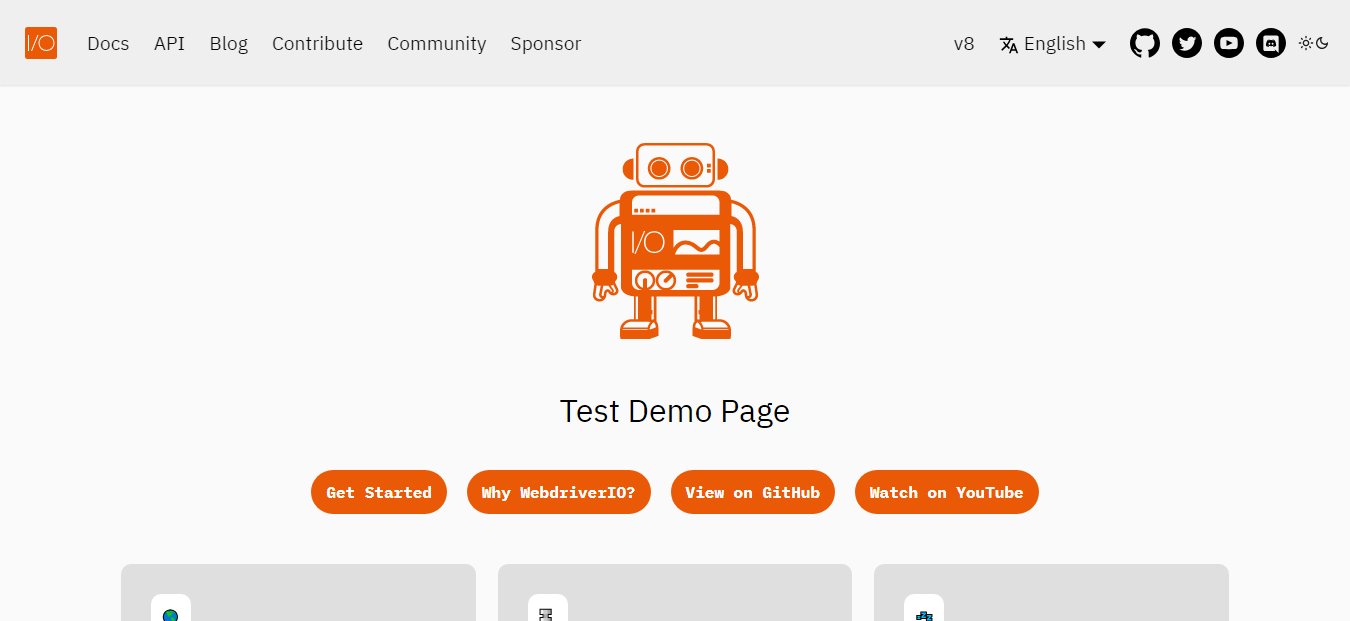 I/O Docs API Blog Contribute Community Sponsor v8 English
I/O
Test Demo Page
Get Started Why WebdriverIO? View on GitHub Watch on YouTube